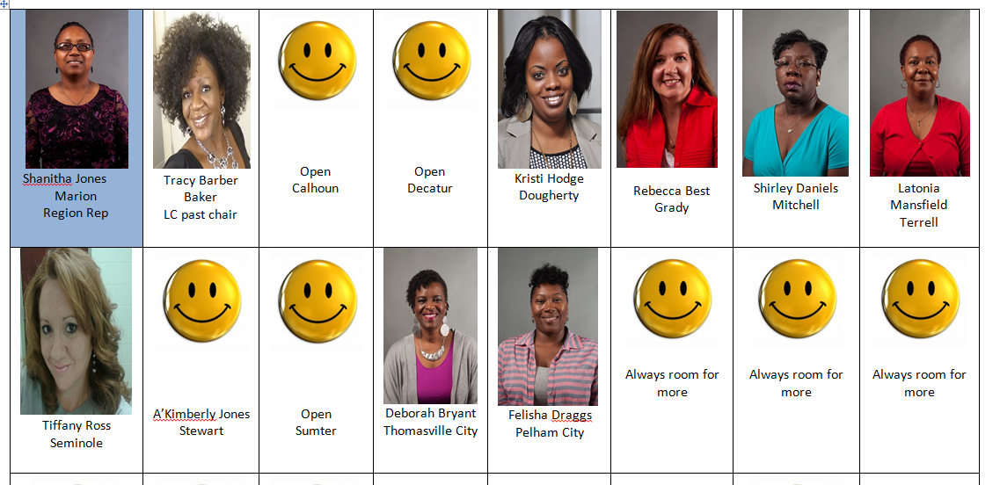 Shanitha Jones
Marion
Region Rep
Tracy Barber
Baker
LC past chair
Open
Calhoun
Open
Decatur
Kristi Hodge
Dougherty
Rebecca Best
Grady
Shirley Daniels
Mitchell
Latonia
Mansfield
Terrell
Tiffany Ross
Seminole
A’Kimberly Jones
Stewart
Open
Sumter
Deborah Bryant
Thomasville City
Felisha Draggs
Pelham City
Always room for
more
Always room for
more
Always room for
more